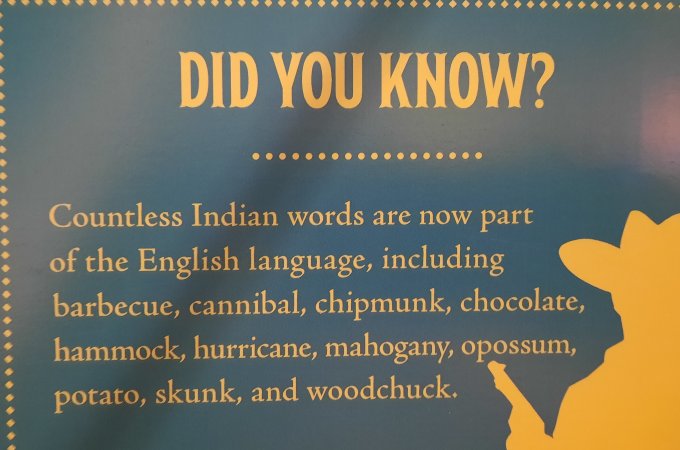 DID YOU KNOW?
Countless Indian words are now part
of the English language, including
barbecue, cannibal, chipmunk, chocolate,
hammock, hurricane, mahogany, opossum,
potato, skunk, and woodchuck.